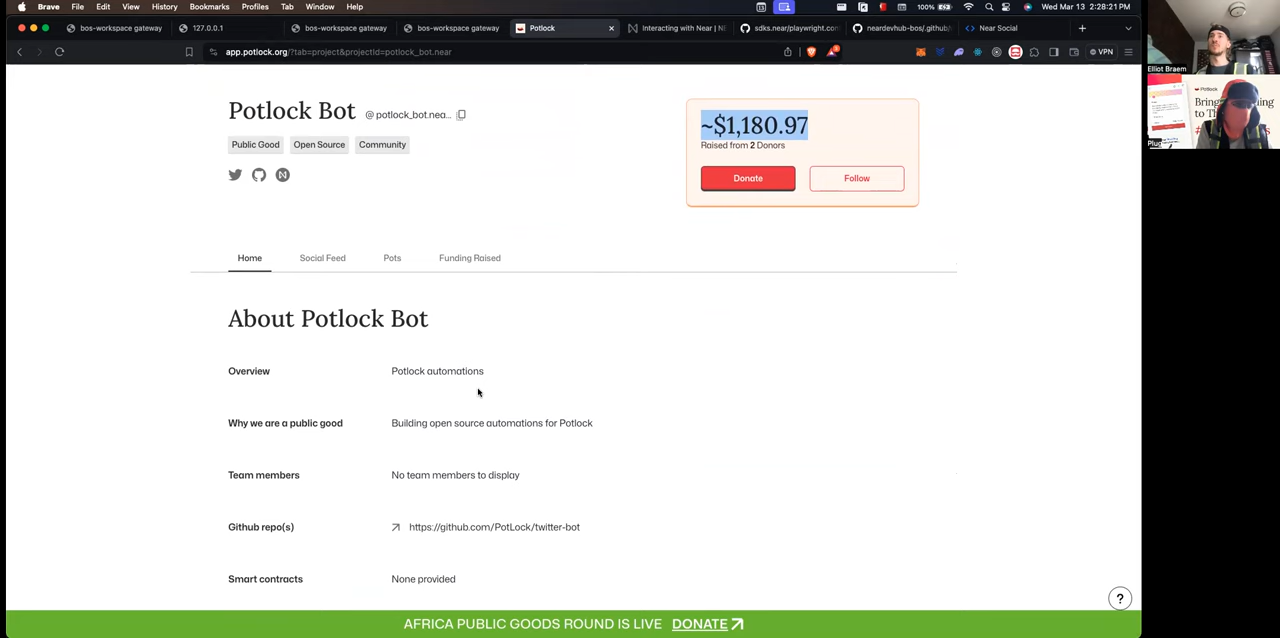 Brave File Edit View History Bookmarks Profiles Tab Window Help
100% Wed Mar 13 2:28:21 PM
bos-workspace gateway
127.0.0.1
bos-workspace gateway
bos-workspace gateway
Potlock
Interacting with Near | NE
sdks.near/playwright.con
neardevhub-bos/.github/
Near Social
app.potlock.org/?tab=project&projectId=potlock_bot.near
VPN
Elliot Braem
Potlock
Plug
Potlock Bot @ potlock_bot.nea...
Public Good Open Source Community
~$1,180.97
Raised from 2 Donors
Donate Follow
Home Social Feed Pots Funding Raised
About Potlock Bot
Overview Potlock automations
Why we are a public good Building open source automations for Potlock
Team members No team members to display
Github repo(s) https://github.com/PotLock/twitter-bot
Smart contracts None provided
?
AFRICA PUBLIC GOODS ROUND IS LIVE DONATE